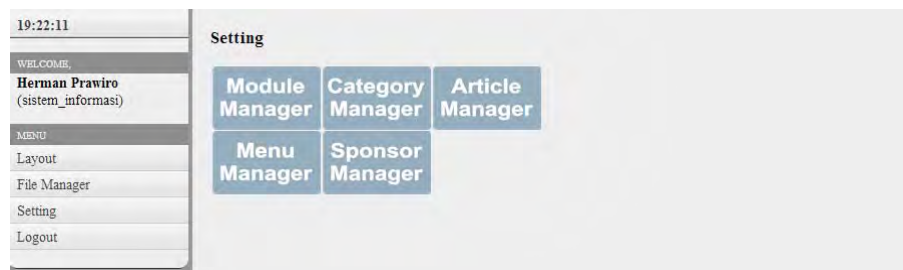 19:22:11
WELCOME,
Herman Prawiro
(sistem_informasi)
MENU
Layout
File Manager
Setting
Logout
Setting
Module Manager
Category Manager
Article Manager
Menu Manager
Sponsor Manager